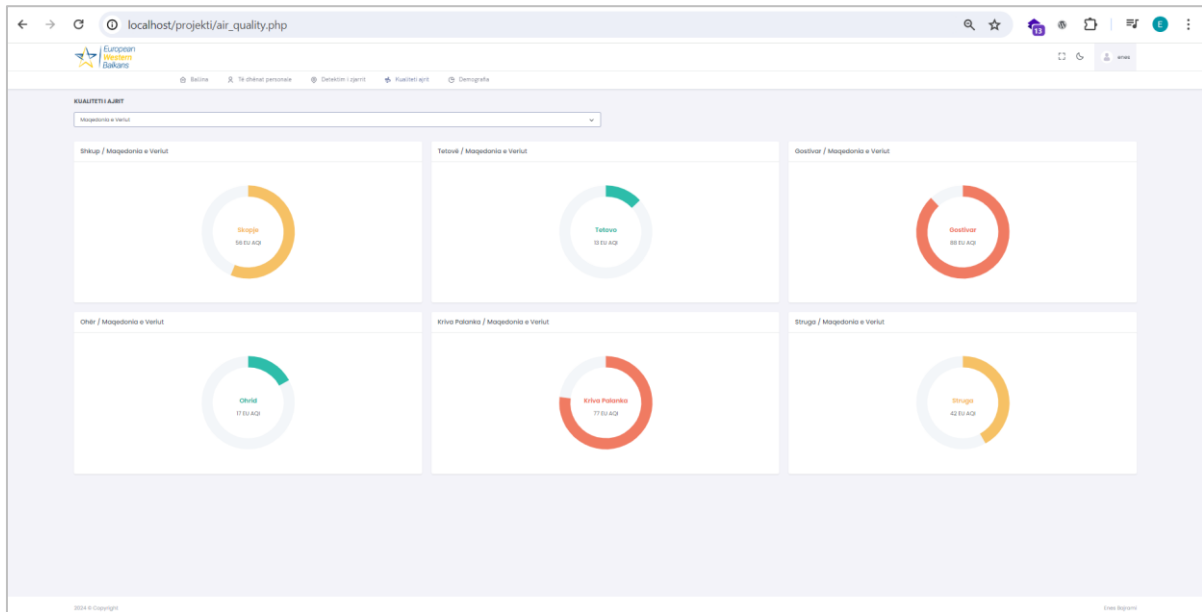 localhost/projekti/air_quality.php
13
E
European
Western
Balkans
enes
Ballina Të dhënat personale Detektim i zjarrit Kualiteti ajrit Demografia
KUALITETI I AJRIT
Maqedonia e Veriut
Shkup / Maqedonia e Veriut
Skopje
56 EU AQI
Tetovë / Maqedonia e Veriut
Tetovo
13 EU AQI
Gostivar / Maqedonia e Veriut
Gostivar
88 EU AQI
Ohër / Maqedonia e Veriut
Ohrid
17 EU AQI
Kriva Palanka / Maqedonia e Veriut
Kriva Palanka
77 EU AQI
Struga / Maqedonia e Veriut
Struga
42 EU AQI
2024 © Copyright